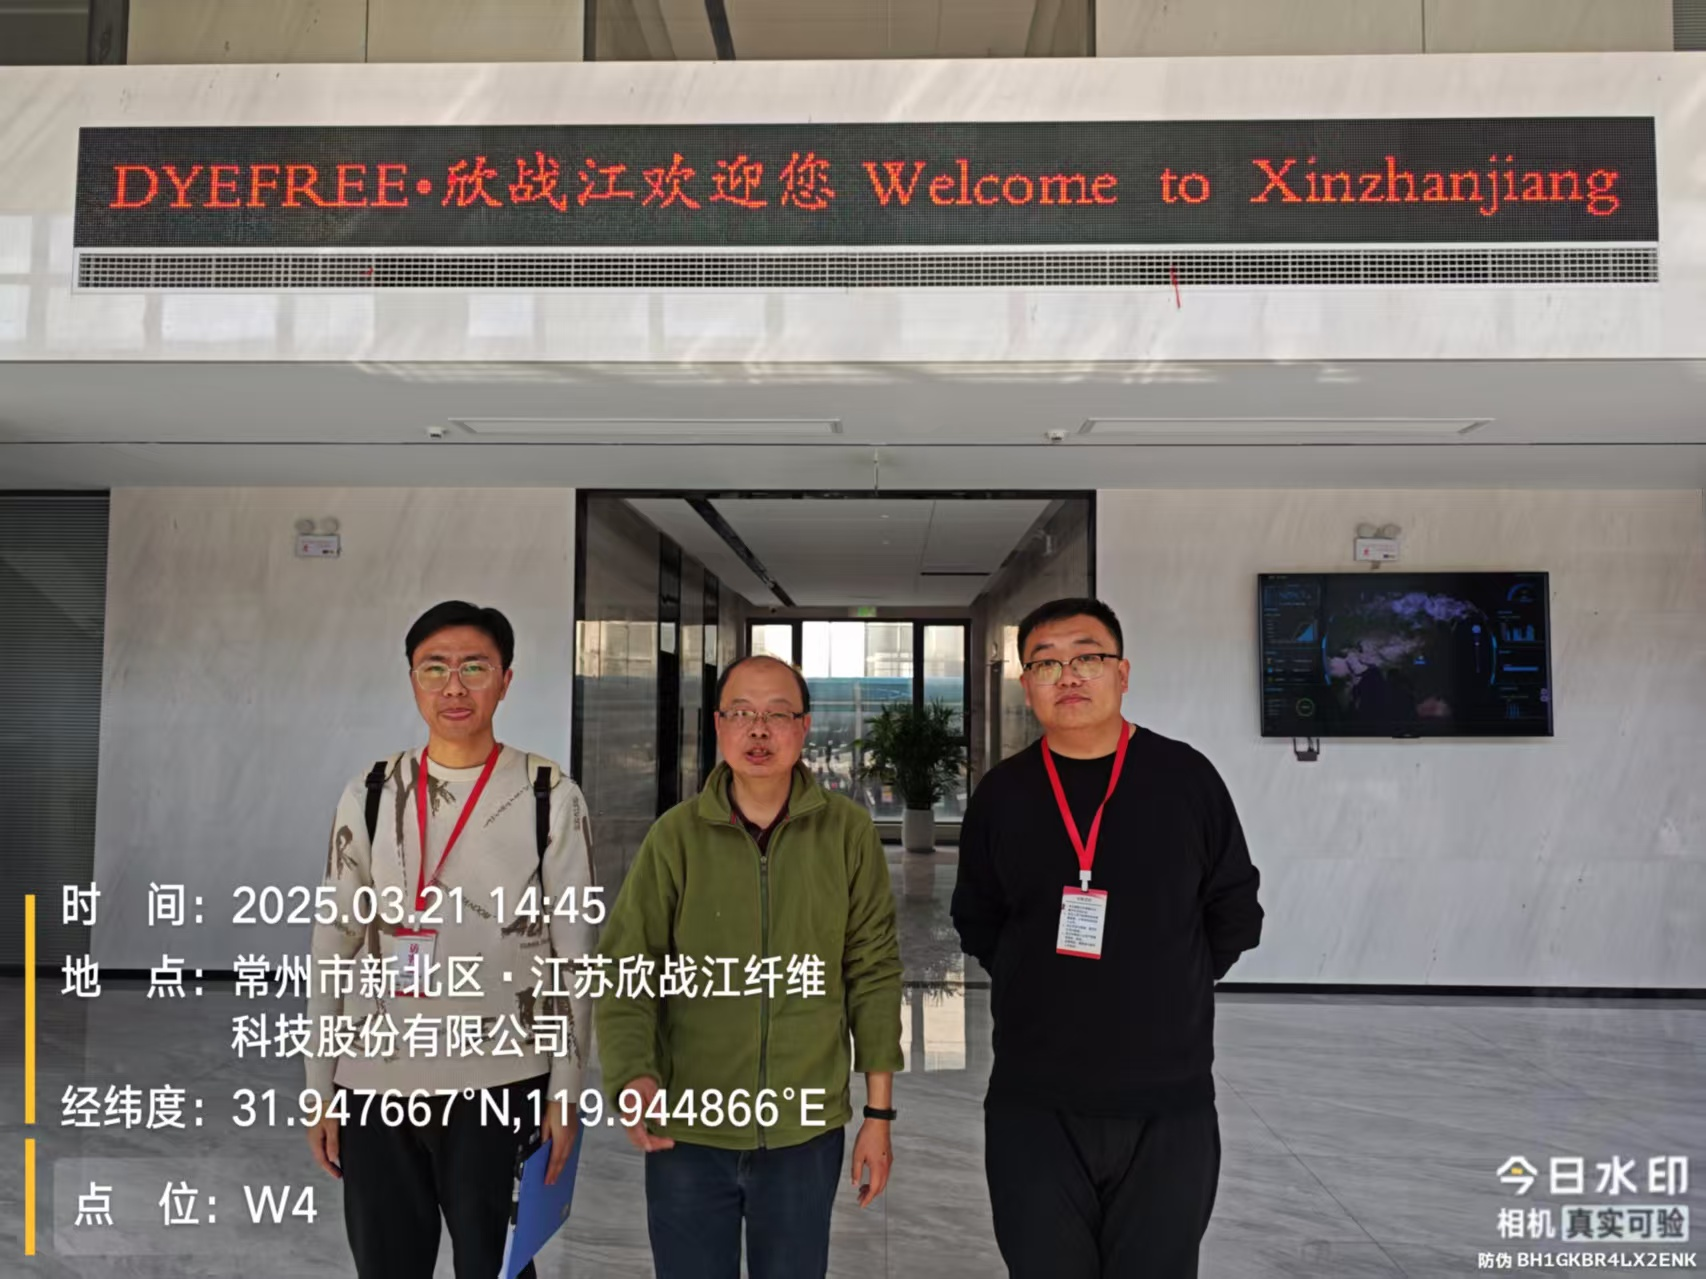 DYEFREE·欣战江欢迎您 Welcome to Xinzhanjiang
时 间：2025.03.21 14:45
地 点：常州市新北区·江苏欣战江纤维
科技股份有限公司
经纬度：31.947667°N,119.944866°E
点 位：W4
今日水印
相机 真实可验
防伪 BH1GKBR4LX2ENK